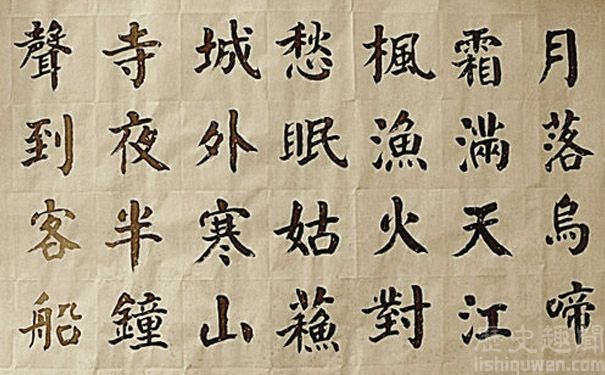 月落烏啼
霜滿天江
楓漁火對
愁眠姑蘓
城外寒山
寺夜半鐘
聲到客船
歷史趣聞
lishiquwen.com